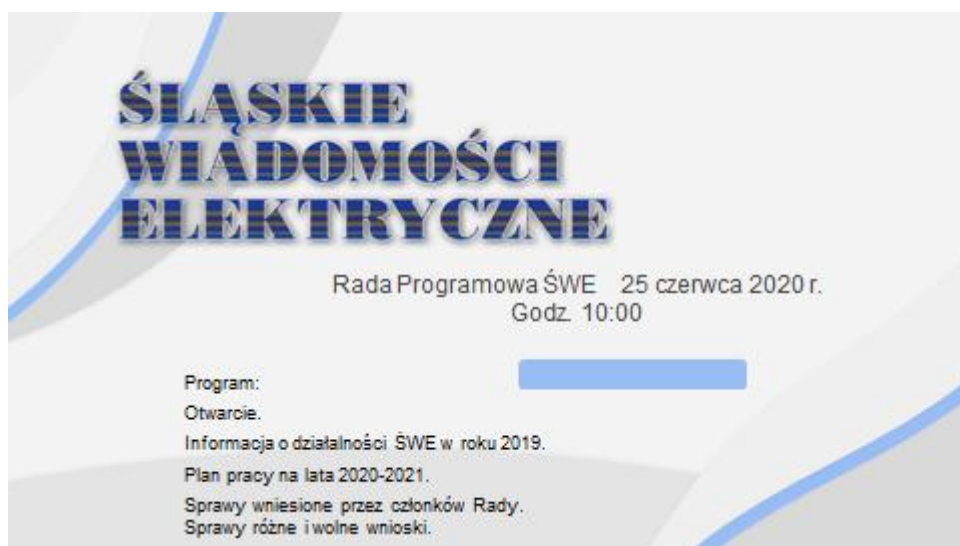 ŚLĄSKIE
WIADOMOŚCI
ELEKTRYCZNE
Rada Programowa ŚWE 25 czerwca 2020 r.
Godz. 10:00
Program:
Otwarcie.
Informacja o działalności ŚWE w roku 2019.
Plan pracy na lata 2020-2021.
Sprawy wniesione przez członków Rady.
Sprawy różne i wolne wnioski.